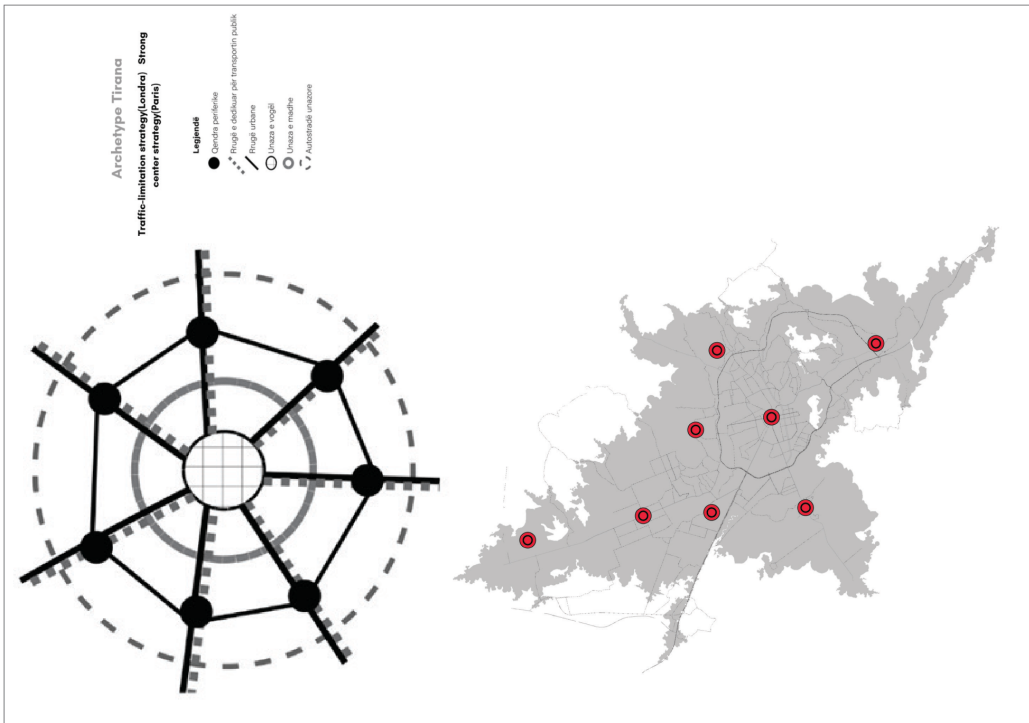 Archetype Tirana
Traffic-limitation strategy(Londra) Strong
center strategy(Paris)
Legjendë
Qendra periferike
Rrugë e dedikuar për transportin publik
Rrugë urbane
Unaza e vogël
Unaza e madhe
Autostradë unazore